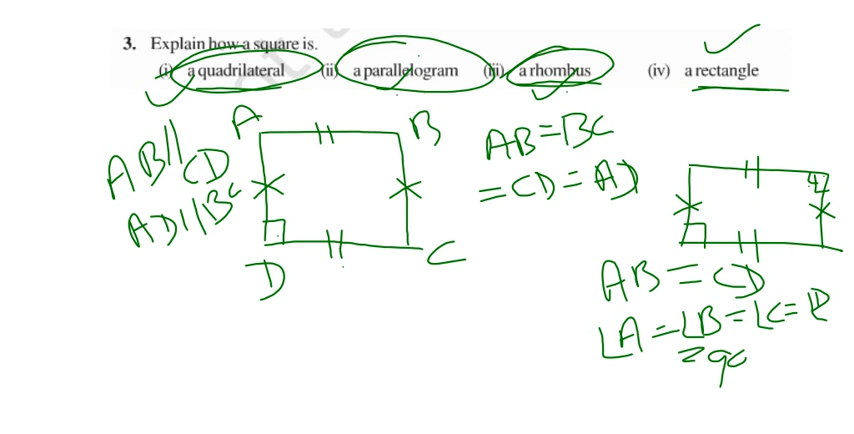 3. Explain how a square is.
(i) a quadrilateral (ii) a parallelogram (iii) a rhombus (iv) a rectangle
A B
AB//CD
AD//BC
D C
AB=BC
=CD=AD
AB=CD
∠A=∠B=∠C=∠D
=90